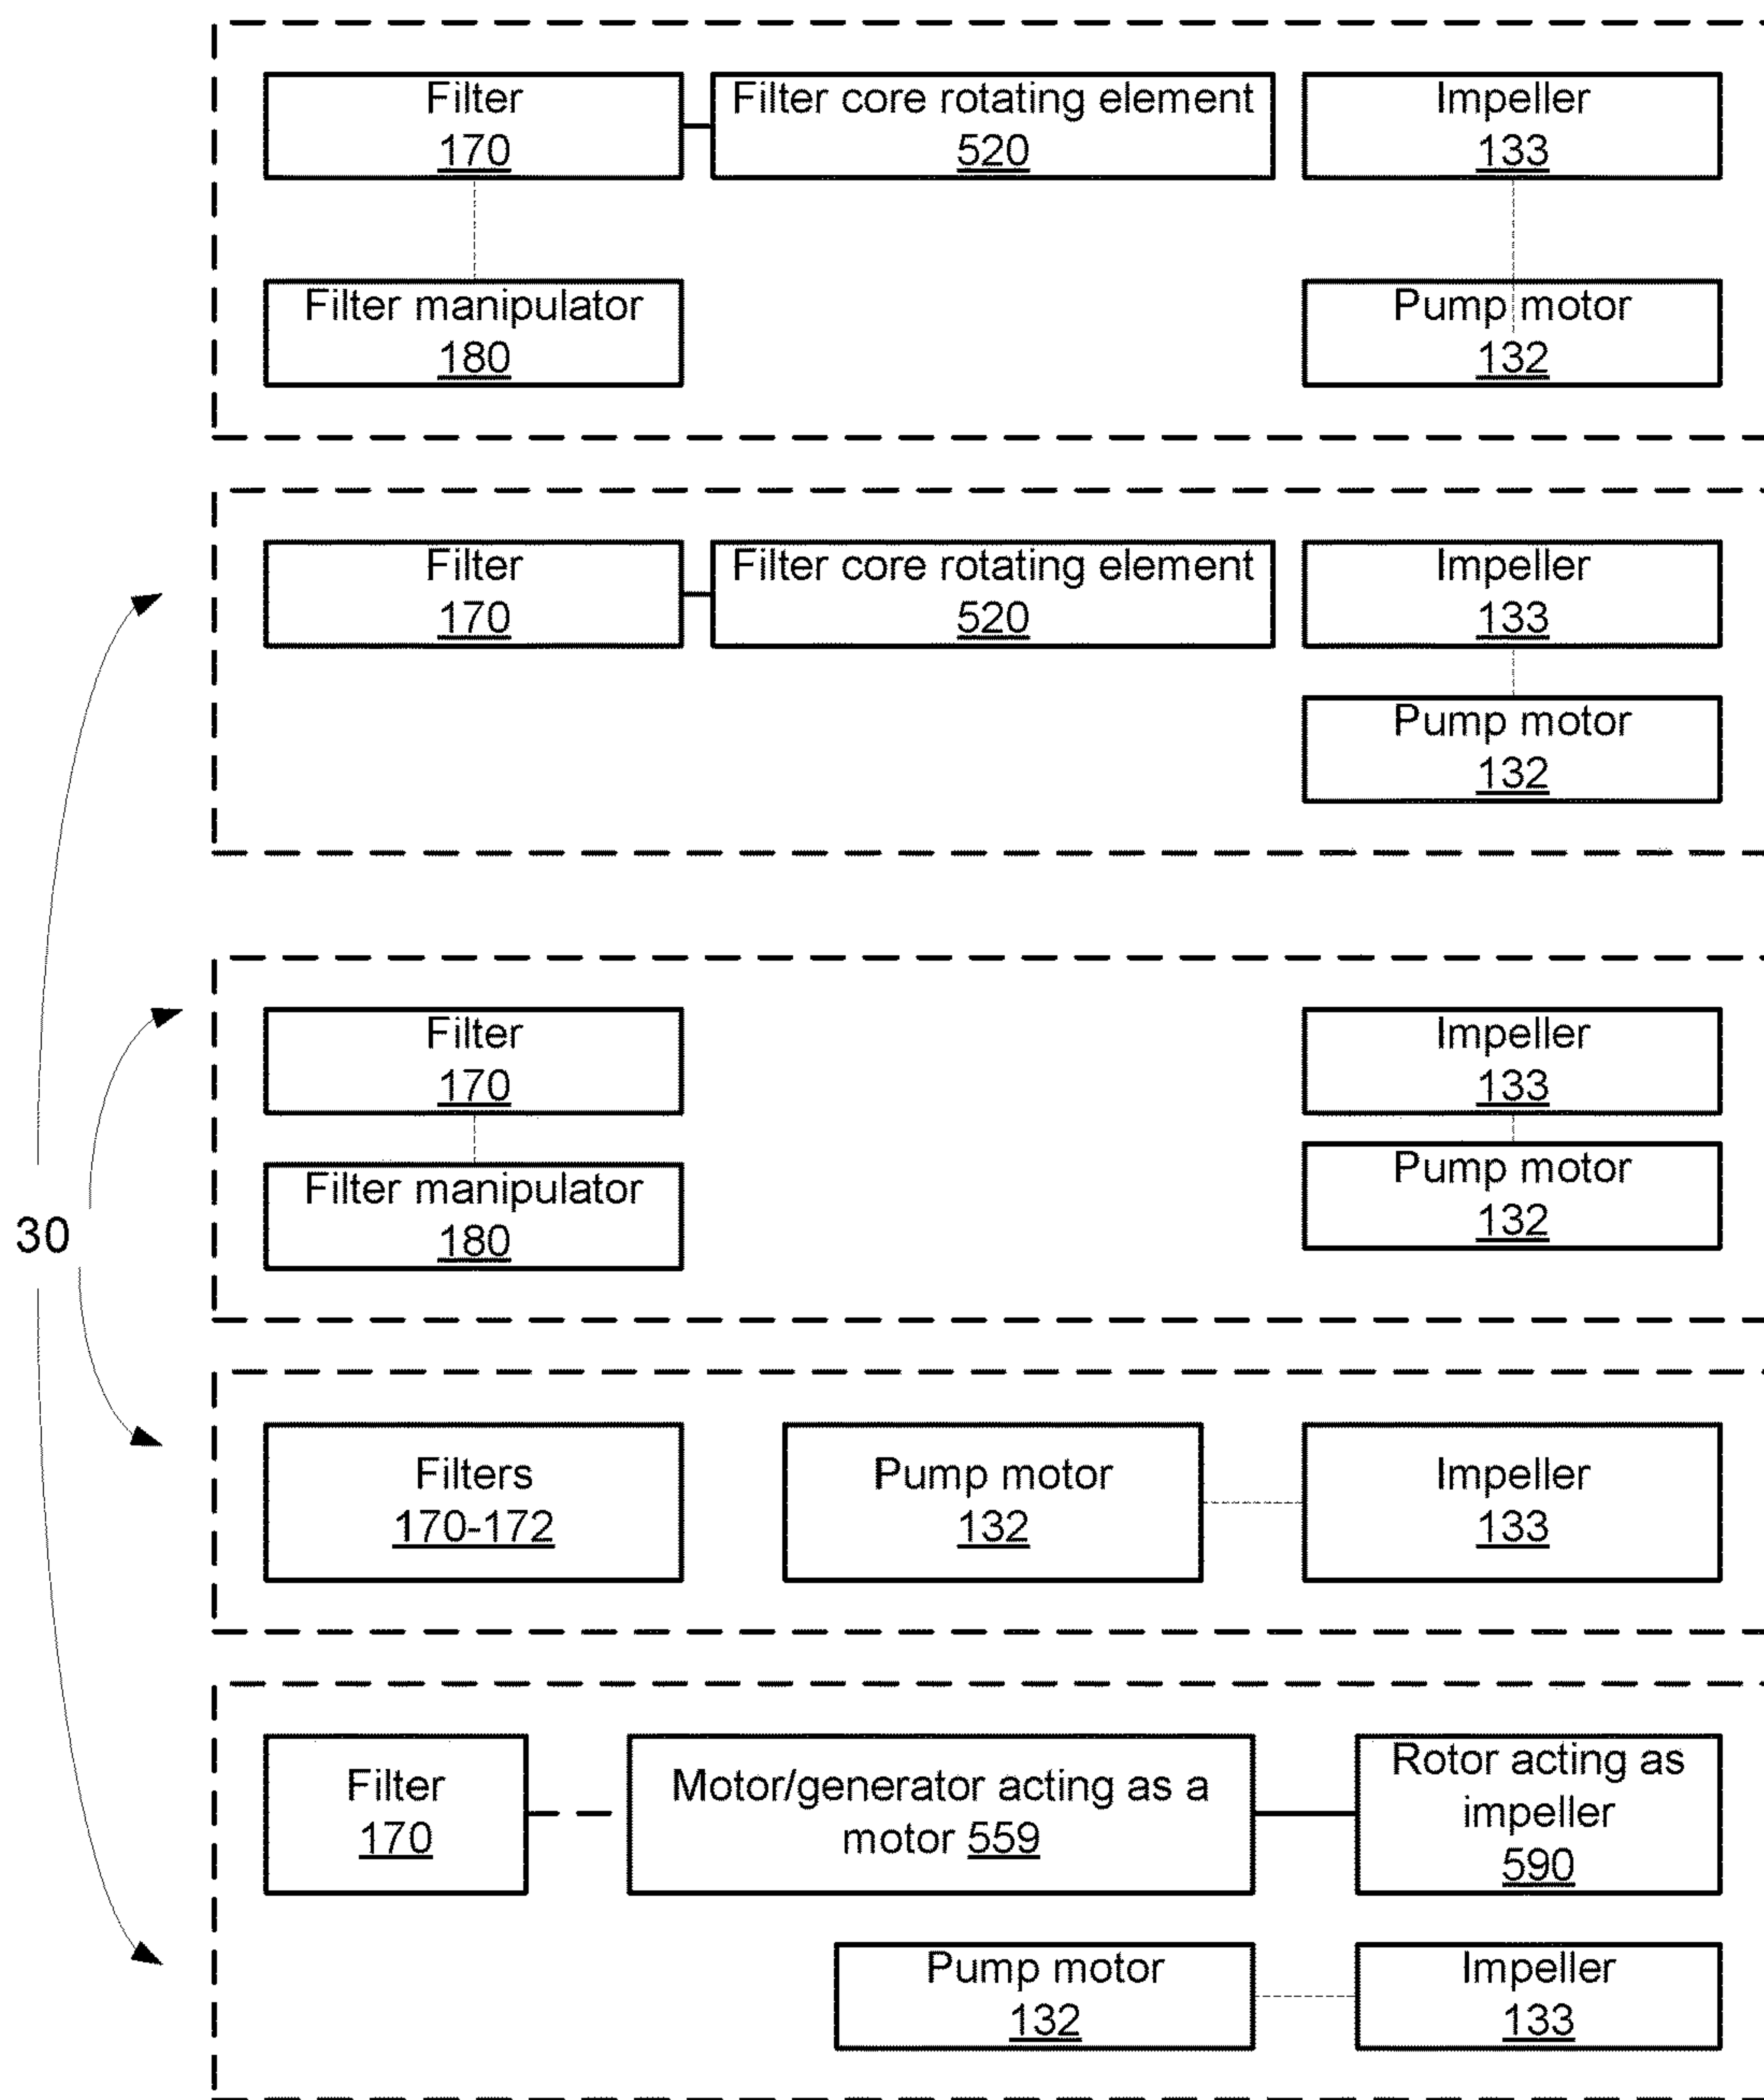 Filter
170
Filter core rotating element
520
Impeller
133
Filter manipulator
180
Pump motor
132
Filter
170
Filter core rotating element
520
Impeller
133
Pump motor
132
Filter
170
Impeller
133
Filter manipulator
180
Pump motor
132
30
Filters
170-172
Pump motor
132
Impeller
133
Filter
170
Motor/generator acting as a
motor 559
Rotor acting as
impeller
590
Pump motor
132
Impeller
133